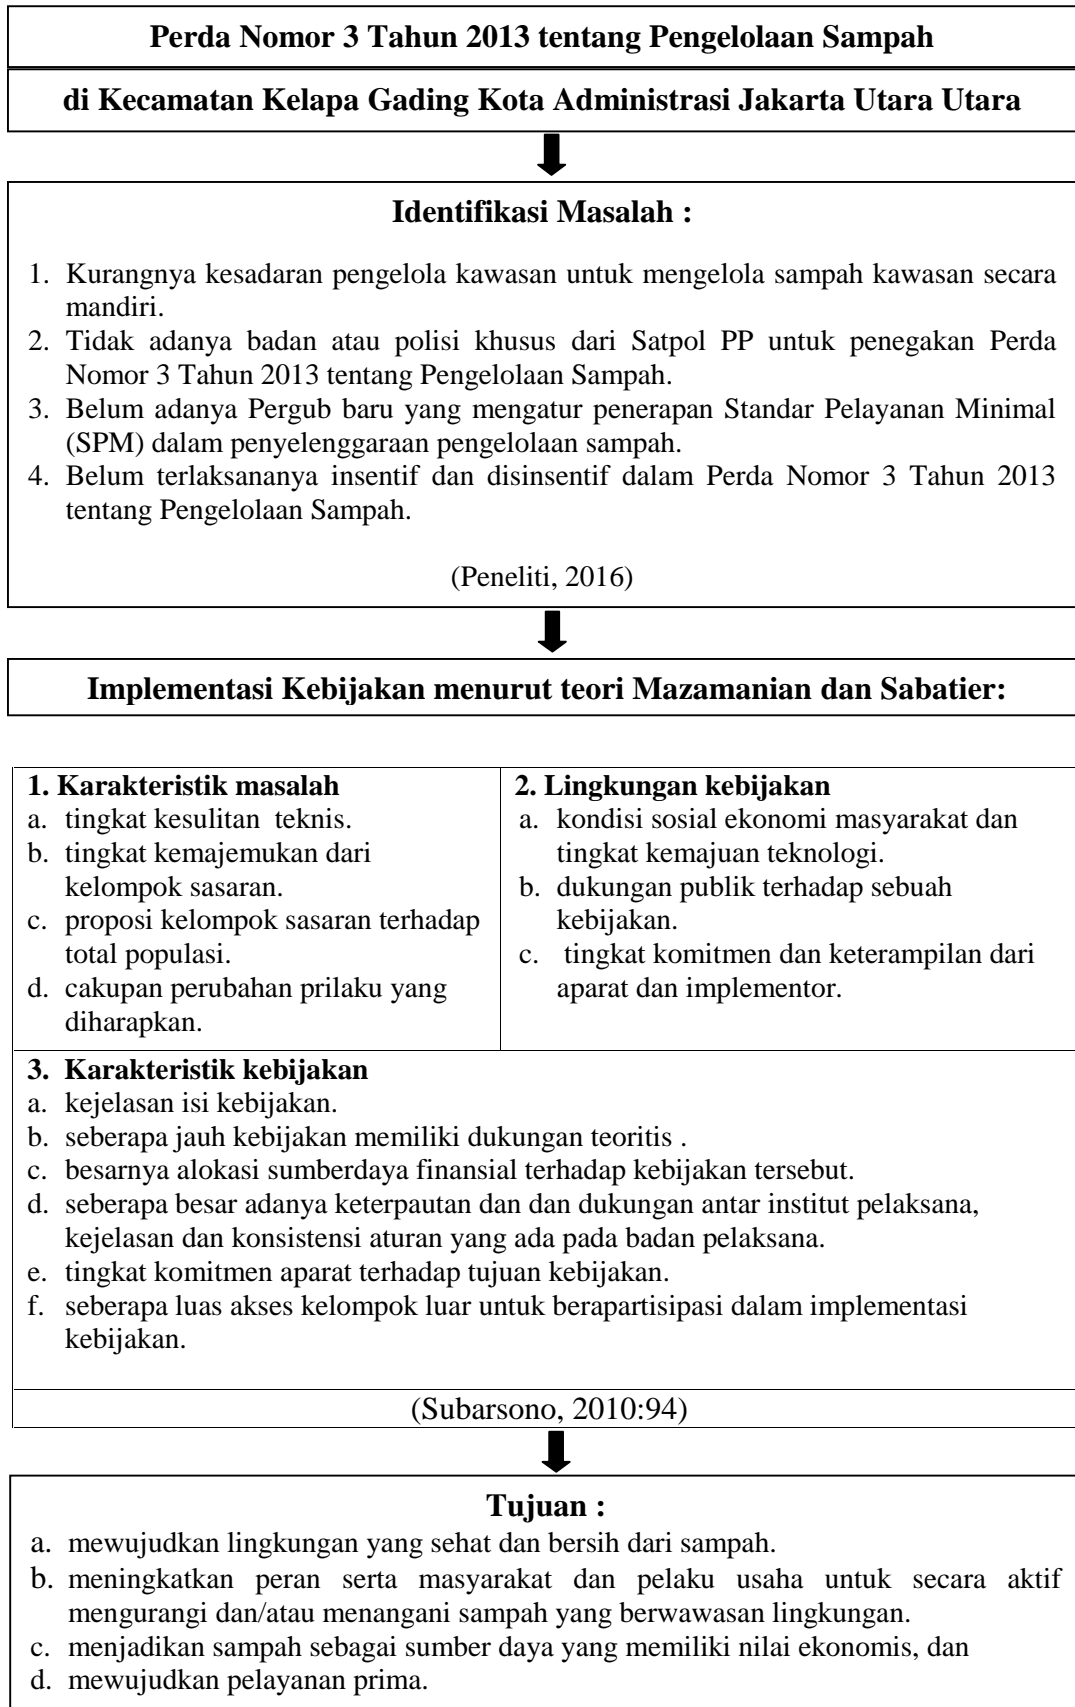 Perda Nomor 3 Tahun 2013 tentang Pengelolaan Sampah
di Kecamatan Kelapa Gading Kota Administrasi Jakarta Utara Utara
Identifikasi Masalah :
1. Kurangnya kesadaran pengelola kawasan untuk mengelola sampah kawasan secara
mandiri.
2. Tidak adanya badan atau polisi khusus dari Satpol PP untuk penegakan Perda
Nomor 3 Tahun 2013 tentang Pengelolaan Sampah.
3. Belum adanya Pergub baru yang mengatur penerapan Standar Pelayanan Minimal
(SPM) dalam penyelenggaraan pengelolaan sampah.
4. Belum terlaksananya insentif dan disinsentif dalam Perda Nomor 3 Tahun 2013
tentang Pengelolaan Sampah.
(Peneliti, 2016)
Implementasi Kebijakan menurut teori Mazamanian dan Sabatier:
1. Karakteristik masalah
a. tingkat kesulitan teknis.
b. tingkat kemajemukan dari
kelompok sasaran.
c. proposi kelompok sasaran terhadap
total populasi.
d. cakupan perubahan prilaku yang
diharapkan.
2. Lingkungan kebijakan
a. kondisi sosial ekonomi masyarakat dan
tingkat kemajuan teknologi.
b. dukungan publik terhadap sebuah
kebijakan.
c. tingkat komitmen dan keterampilan dari
aparat dan implementor.
3. Karakteristik kebijakan
a. kejelasan isi kebijakan.
b. seberapa jauh kebijakan memiliki dukungan teoritis .
c. besarnya alokasi sumberdaya finansial terhadap kebijakan tersebut.
d. seberapa besar adanya keterpautan dan dan dukungan antar institut pelaksana,
kejelasan dan konsistensi aturan yang ada pada badan pelaksana.
e. tingkat komitmen aparat terhadap tujuan kebijakan.
f. seberapa luas akses kelompok luar untuk berapartisipasi dalam implementasi
kebijakan.
(Subarsono, 2010:94)
Tujuan :
a. mewujudkan lingkungan yang sehat dan bersih dari sampah.
b. meningkatkan peran serta masyarakat dan pelaku usaha untuk secara aktif
mengurangi dan/atau menangani sampah yang berwawasan lingkungan.
c. menjadikan sampah sebagai sumber daya yang memiliki nilai ekonomis, dan
d. mewujudkan pelayanan prima.